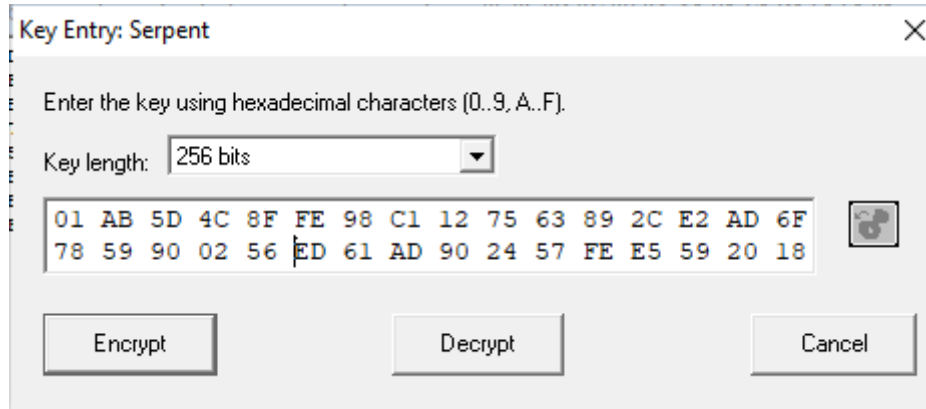 Key Entry: Serpent
Enter the key using hexadecimal characters (0..9, A..F).
Key length: 256 bits
01 AB 5D 4C 8F FE 98 C1 12 75 63 89 2C E2 AD 6F
78 59 90 02 56 ED 61 AD 90 24 57 FE E5 59 20 18
Encrypt Decrypt Cancel